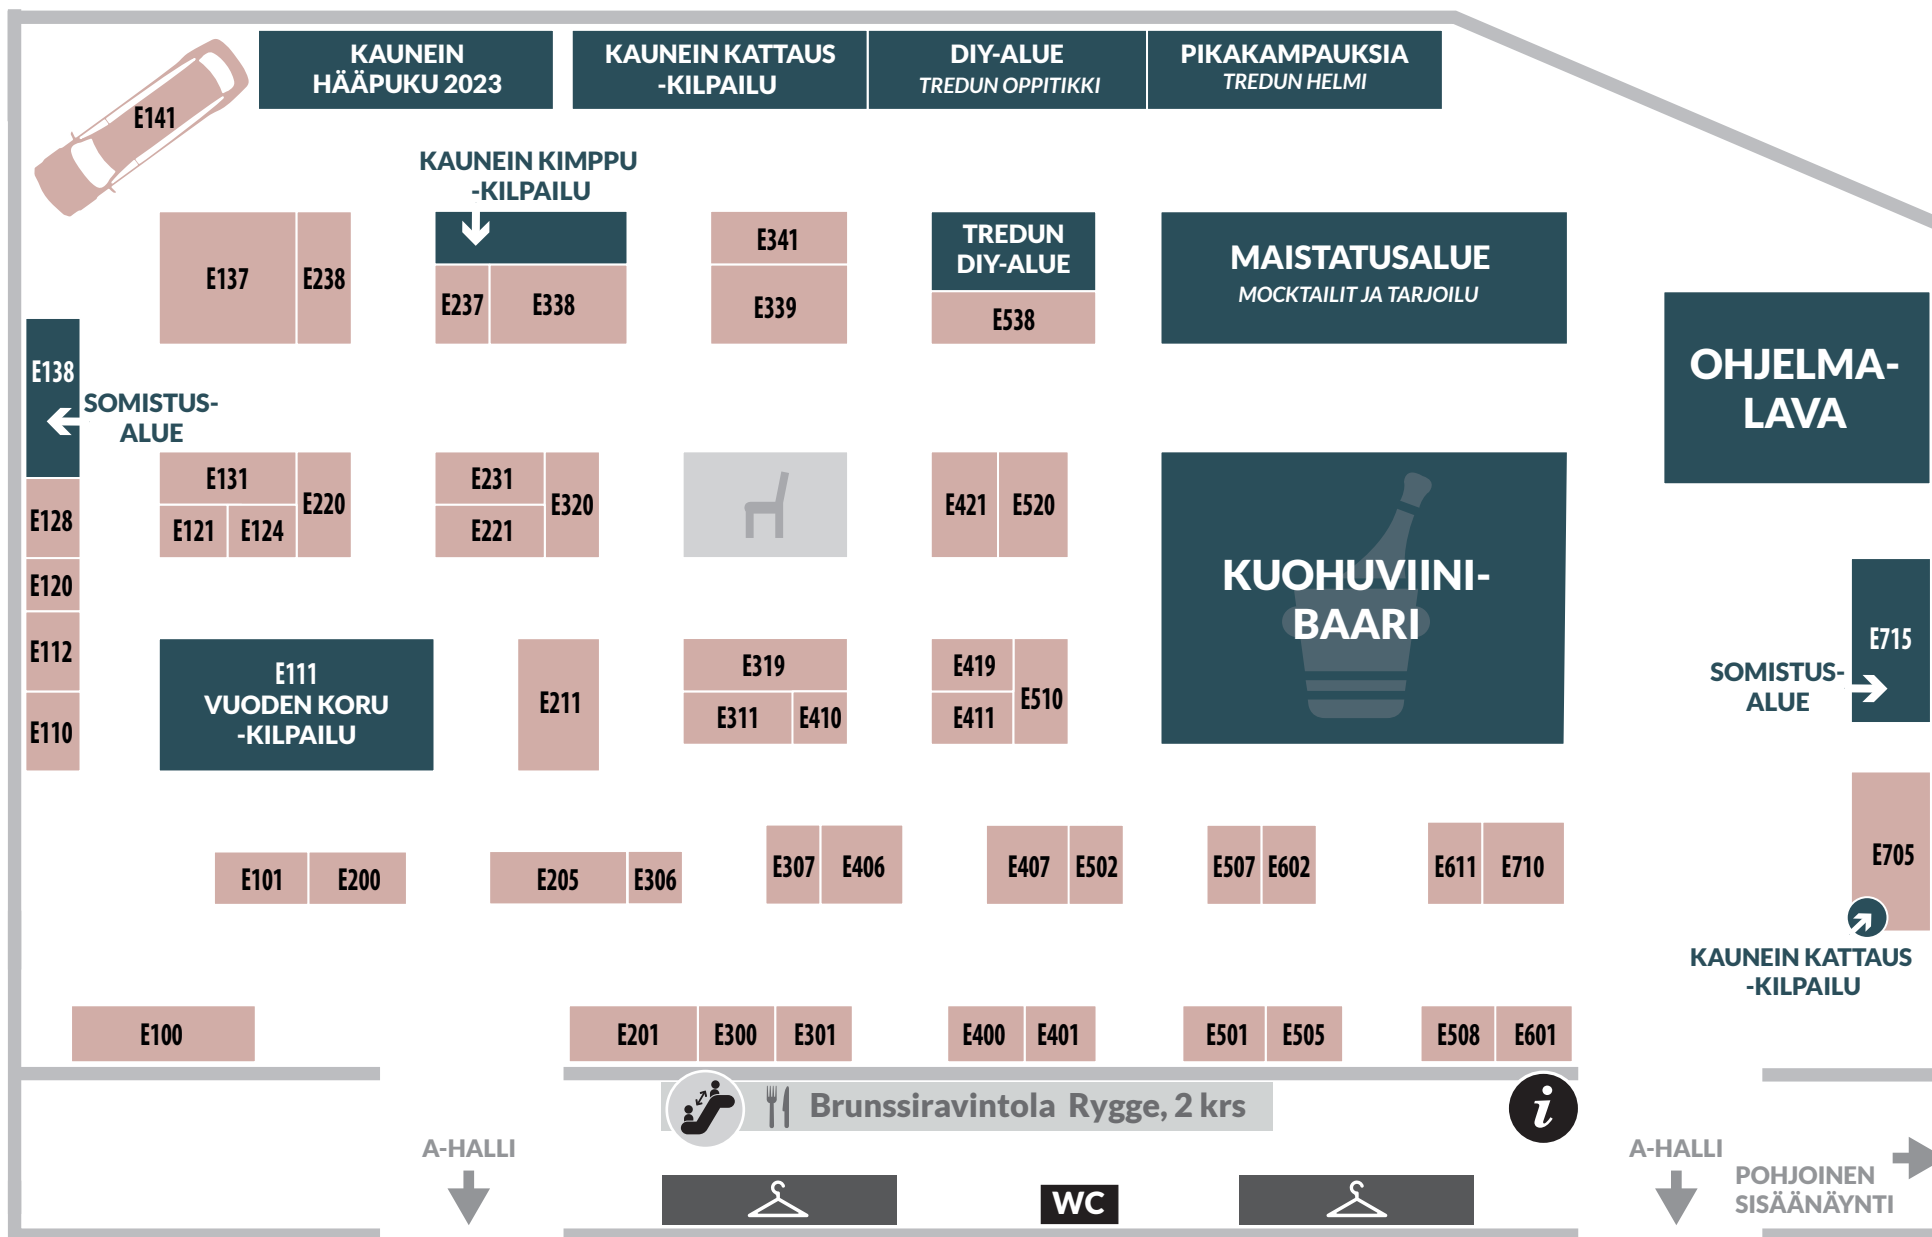 KAUNEIN
HÄÄPUKU 2023
KAUNEIN KATTAUS
-KILPAILU
DIY-ALUE
TREDUN OPPITIKKI
PIKAKAMPAUKSIA
TREDUN HELMI
E141
KAUNEIN KIMPPU
-KILPAILU
E137
E238
E237
E338
E341
E339
TREDUN
DIY-ALUE
E538
MAISTATUSALUE
MOCKTAILIT JA TARJOILU
OHJELMA-
LAVA
E138
SOMISTUS-
ALUE
E128
E120
E112
E110
E131
E121
E124
E220
E231
E221
E320
E421
E520
KUOHUVIINI-
BAARI
E715
SOMISTUS-
ALUE
E111
VUODEN KORU
-KILPAILU
E211
E319
E311
E410
E419
E411
E510
E101
E200
E205
E306
E307
E406
E407
E502
E507
E602
E611
E710
E705
KAUNEIN KATTAUS
-KILPAILU
E100
E201
E300
E301
E400
E401
E501
E505
E508
E601
Brunssiravintola Rygge, 2 krs
i
A-HALLI
WC
A-HALLI
POHJOINEN
SISÄÄNÄYNTI